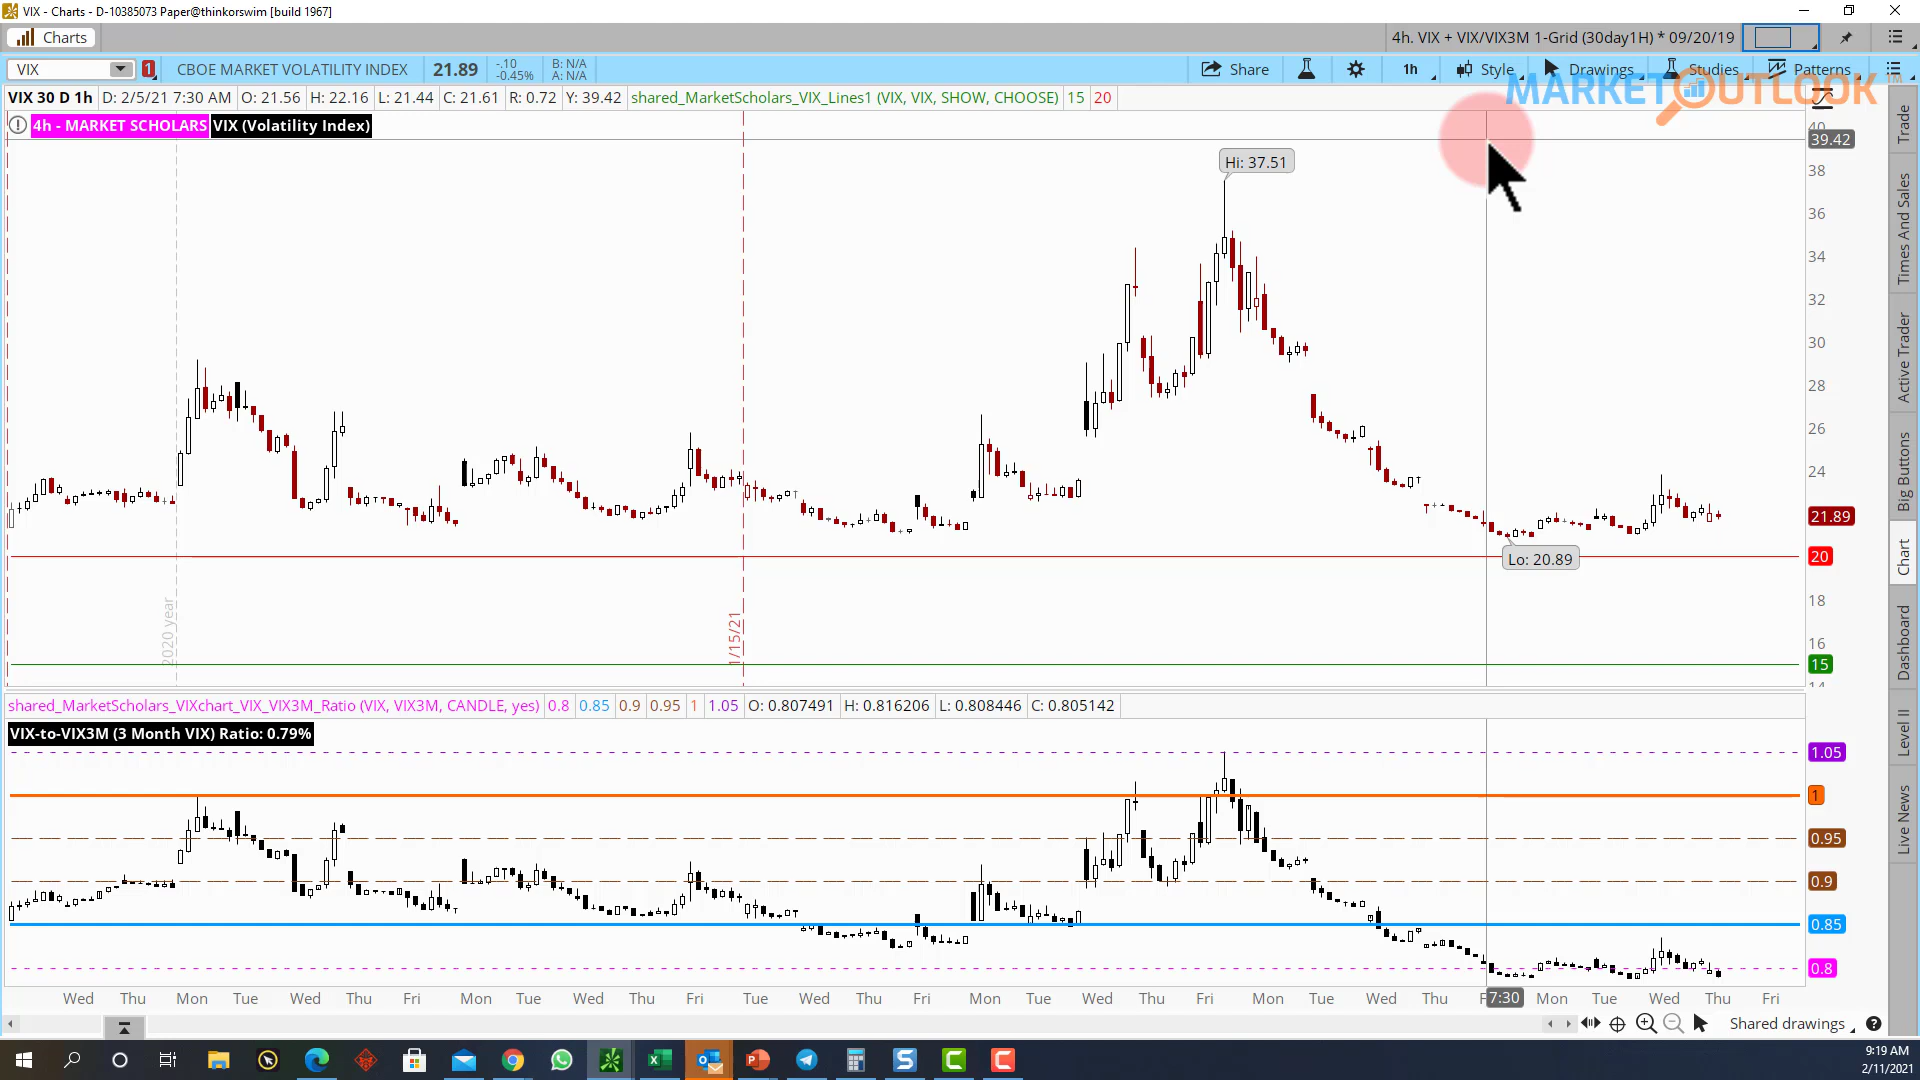 VIX - Charts - D-10385073 Paper@thinkorswim [build 1967]
Charts
4h. VIX + VIX/VIX3M 1-Grid (30day1H) * 09/20/19
VIX
1
CBOE MARKET VOLATILITY INDEX
21.89
-.10
-0.45%
B: N/A
A: N/A
Share
1h
Style
Drawings
Studies
Patterns
MARKET OUTLOOK
VIX 30 D 1h
D: 2/5/21 7:30 AM
O: 21.56
H: 22.16
L: 21.44
C: 21.61
R: 0.72
Y: 39.42
shared_MarketScholars_VIX_Lines1 (VIX, VIX, SHOW, CHOOSE)
15
20
4h - MARKET SCHOLARS
VIX (Volatility Index)
40
39.42
38
36
34
32
30
28
26
24
21.89
20
18
16
15
14
Hi: 37.51
Lo: 20.89
2020 year
1/15/21
shared_MarketScholars_VIXchart_VIX_VIX3M_Ratio (VIX, VIX3M, CANDLE, yes)
0.8
0.85
0.9
0.95
1
1.05
O: 0.807491
H: 0.816206
L: 0.808446
C: 0.805142
VIX-to-VIX3M (3 Month VIX) Ratio: 0.79%
1.05
1
0.95
0.9
0.85
0.8
Wed Thu Mon Tue Wed Thu Fri Mon Tue Wed Thu Fri Tue Wed Thu Fri Mon Tue Wed Thu Fri Mon Tue Wed Thu 7:30 Mon Tue Wed Thu Fri
Shared drawings
Trade
Times And Sales
Active Trader
Big Buttons
Chart
Dashboard
Level II
Live News
9:19 AM
2/11/2021